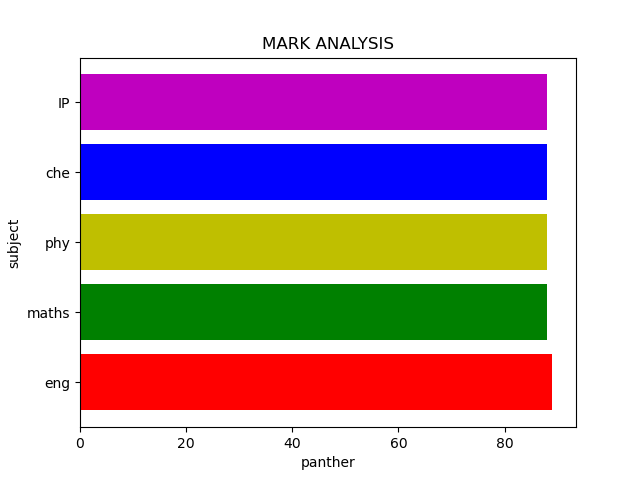 MARK ANALYSIS
IP
che
phy
maths
eng
subject
0 20 40 60 80
panther